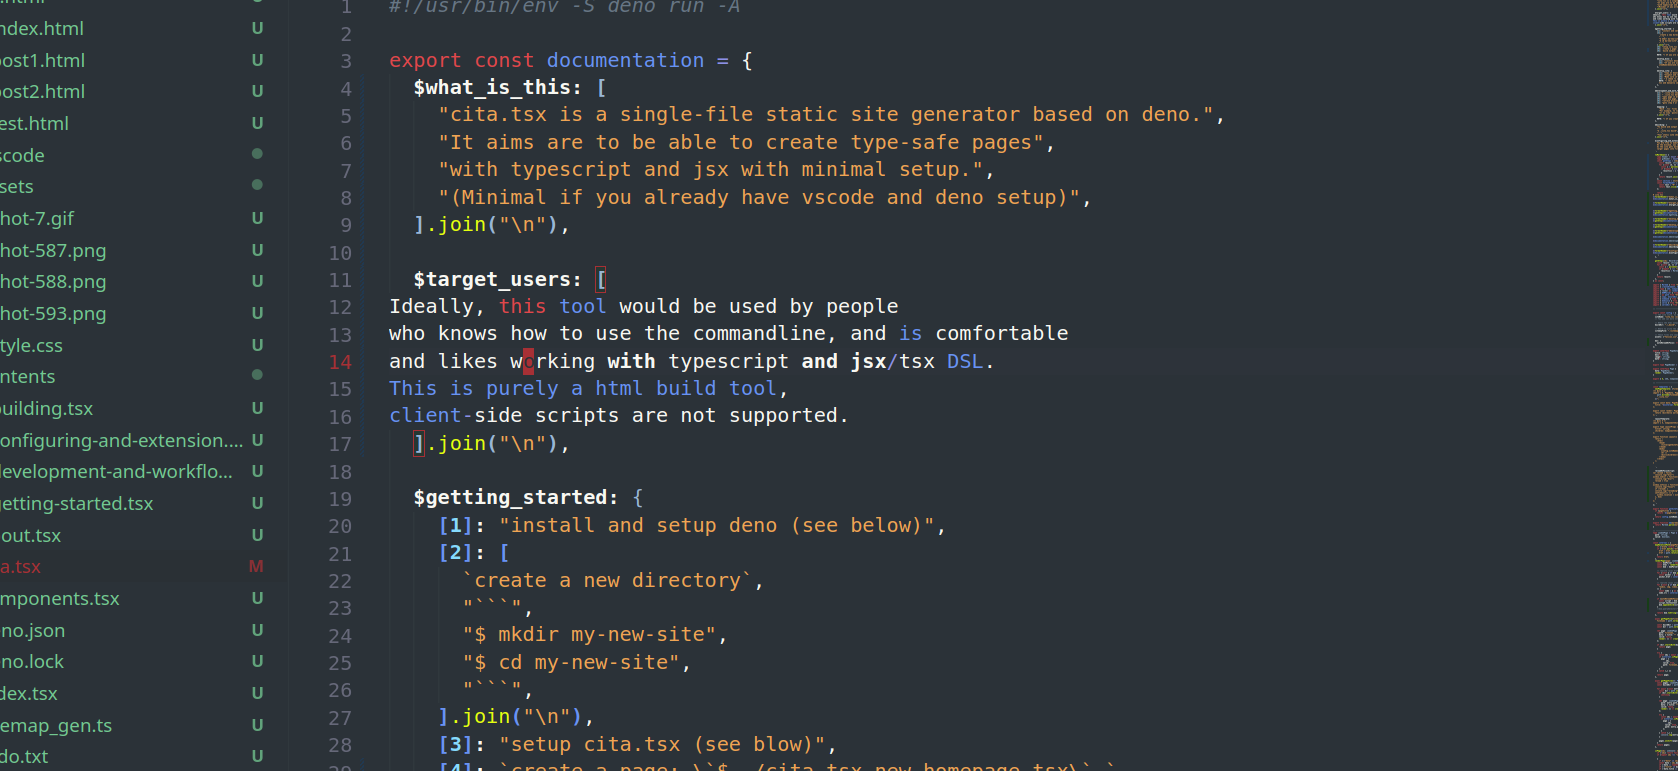 ndex.html U
ost1.html U
ost2.html U
est.html U
scode
sets
hot-7.gif U
hot-587.png U
hot-588.png U
hot-593.png U
tyle.css U
ntents
uilding.tsx U
onfiguring-and-extension.... U
evelopment-and-workflo... U
etting-started.tsx U
out.tsx U
a.tsx M
mponents.tsx U
no.json U
no.lock U
dex.tsx U
emap_gen.ts U
do.txt U
1 #!/usr/bin/env -S deno run -A
2
3 export const documentation = {
4 $what_is_this: [
5 "cita.tsx is a single-file static site generator based on deno.",
6 "It aims are to be able to create type-safe pages",
7 "with typescript and jsx with minimal setup.",
8 "(Minimal if you already have vscode and deno setup)",
9 ].join("\n"),
10
11 $target_users: [
12 Ideally, this tool would be used by people
13 who knows how to use the commandline, and is comfortable
14 and likes working with typescript and jsx/tsx DSL.
15 This is purely a html build tool,
16 client-side scripts are not supported.
17 ].join("\n"),
18
19 $getting_started: {
20 [1]: "install and setup deno (see below)",
21 [2]: [
22 `create a new directory`,
23 "```",
24 "$ mkdir my-new-site",
25 "$ cd my-new-site",
26 "```",
27 ].join("\n"),
28 [3]: "setup cita.tsx (see blow)",
[4]: `create a page: \`$ ./cita.tsx new homepage.tsx\` `